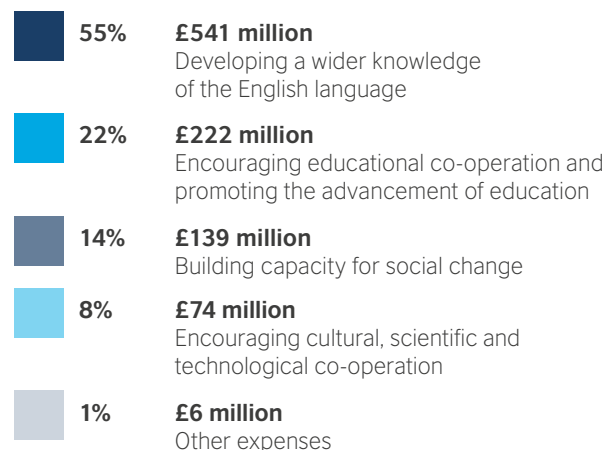 55% £541 million
Developing a wider knowledge
of the English language
22% £222 million
Encouraging educational co-operation and
promoting the advancement of education
14% £139 million
Building capacity for social change
8% £74 million
Encouraging cultural, scientific and
technological co-operation
1% £6 million
Other expenses